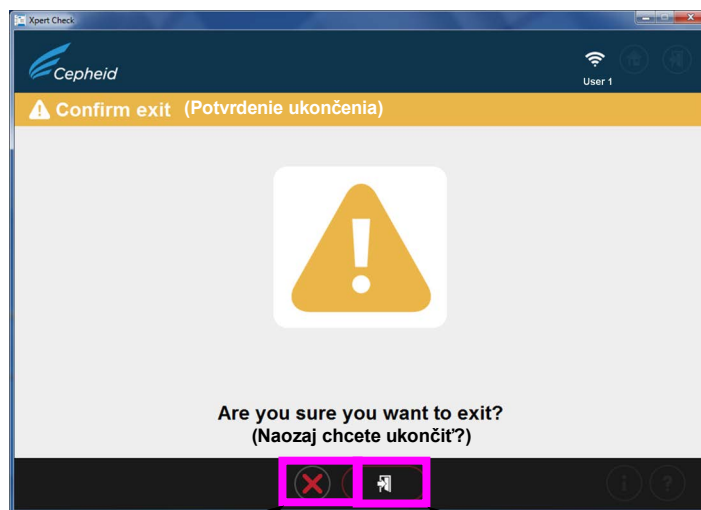 Xpert Check
Cepheid
User 1
Confirm exit (Potvrdenie ukončenia)
Are you sure you want to exit?
(Naozaj chcete ukončiť?)